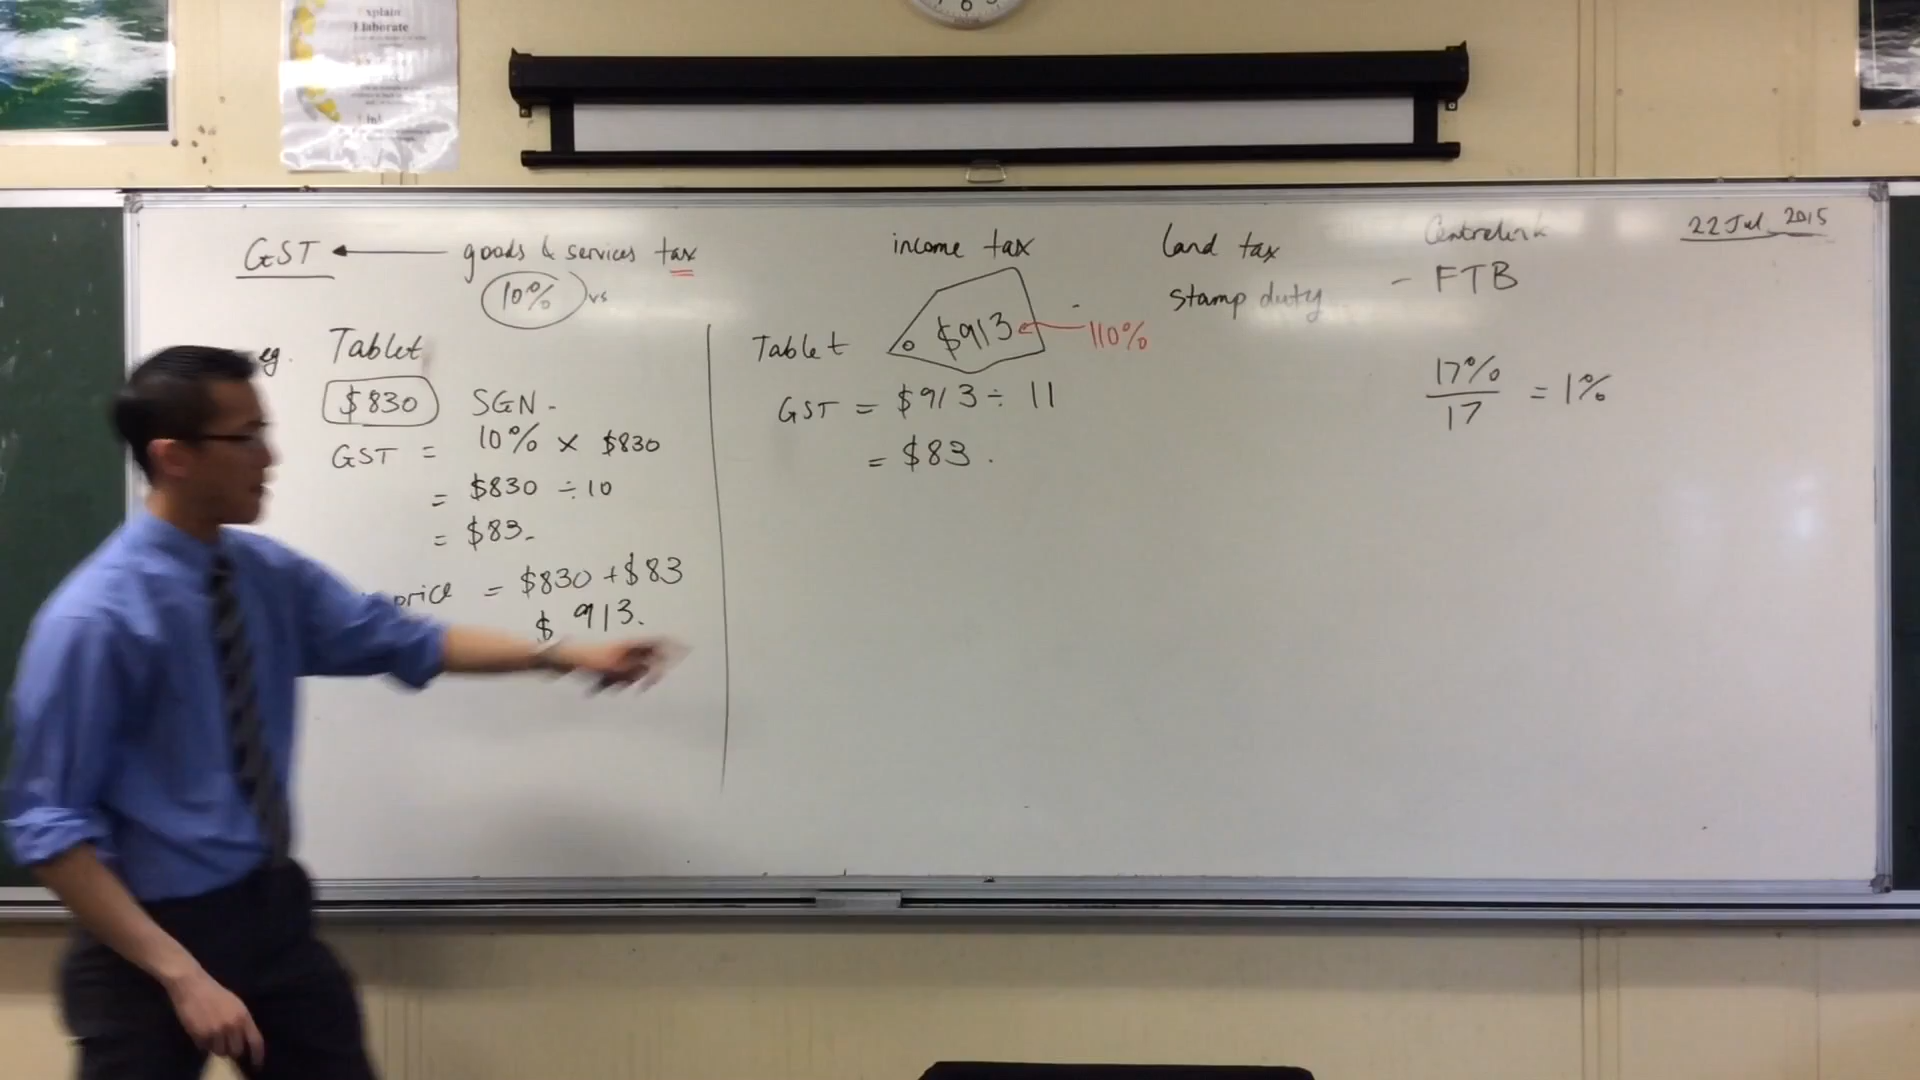 Explain
Elaborate
6
GST ← goods & services tax
10% vs
income tax
land tax
stamp duty
Centrelink
- FTB
22 Jul 2015
eg. Tablet
$830 SGN.
GST = 10% × $830
= $830 ÷ 10
= $83.
price = $830 + $83
$ 913.
Tablet $913 ← 110%
GST = $913 ÷ 11
= $83.
17%
17 = 1%